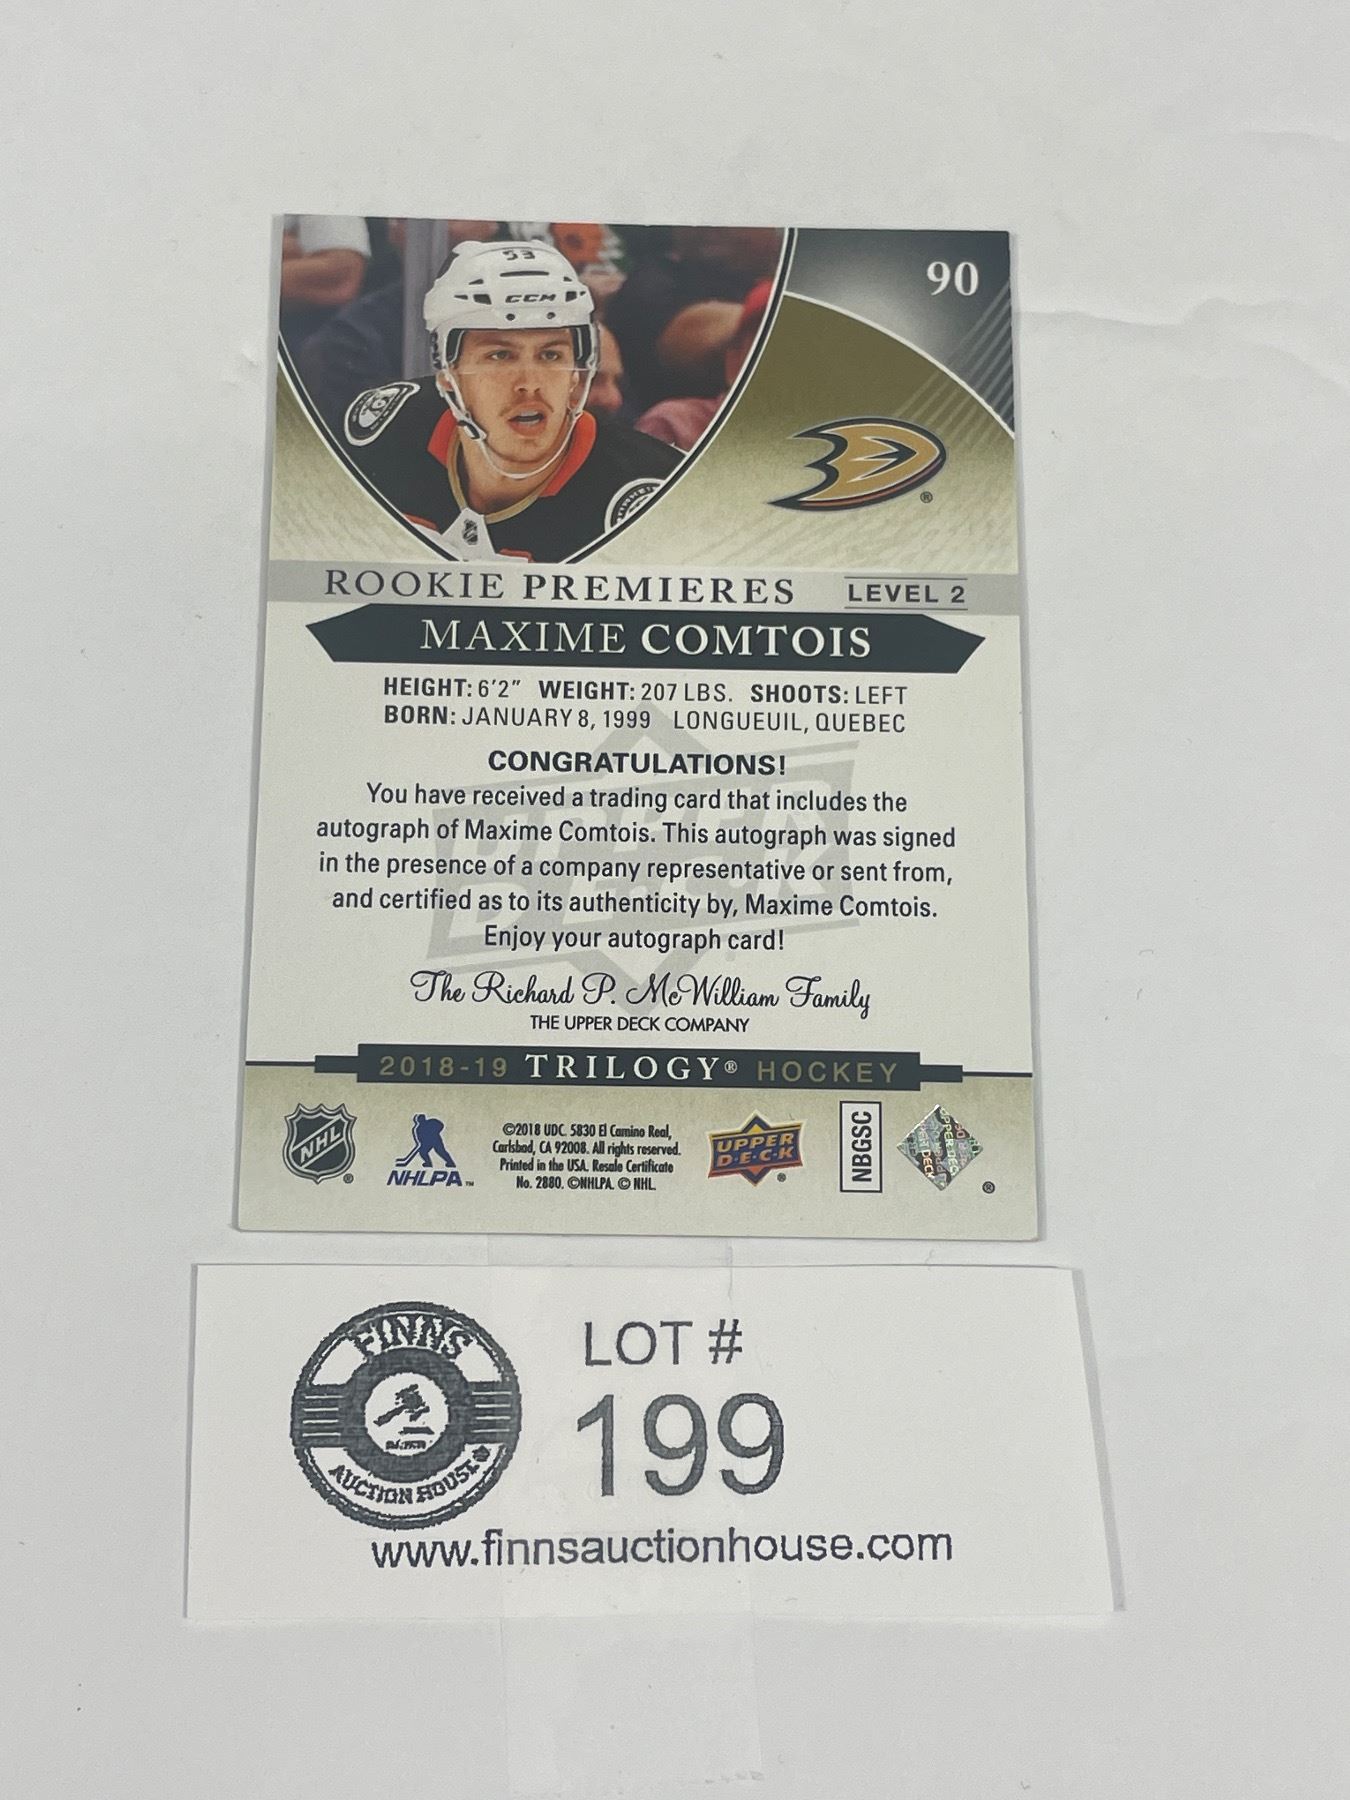 53
CCM
90
ROOKIE PREMIERES LEVEL 2
MAXIME COMTOIS
HEIGHT: 6'2" WEIGHT: 207 LBS. SHOOTS: LEFT
BORN: JANUARY 8, 1999 LONGUEUIL, QUEBEC
CONGRATULATIONS!
You have received a trading card that includes the
autograph of Maxime Comtois. This autograph was signed
in the presence of a company representative or sent from,
and certified as to its authenticity by, Maxime Comtois.
Enjoy your autograph card!
The Richard P. McWilliam Family
THE UPPER DECK COMPANY
2018-19 TRILOGY® HOCKEY
NHL
NHLPA™
©2018 UDC. 5830 El Camino Real,
Carlsbad, CA 92008. All rights reserved.
Printed in the USA. Resale Certificate
No. 2880. ©NHLPA. © NHL.
UPPER
D·E·C·K
NBGSC
FINNS
AUCTION HOUSE
LOT #
199
www.finnsauctionhouse.com